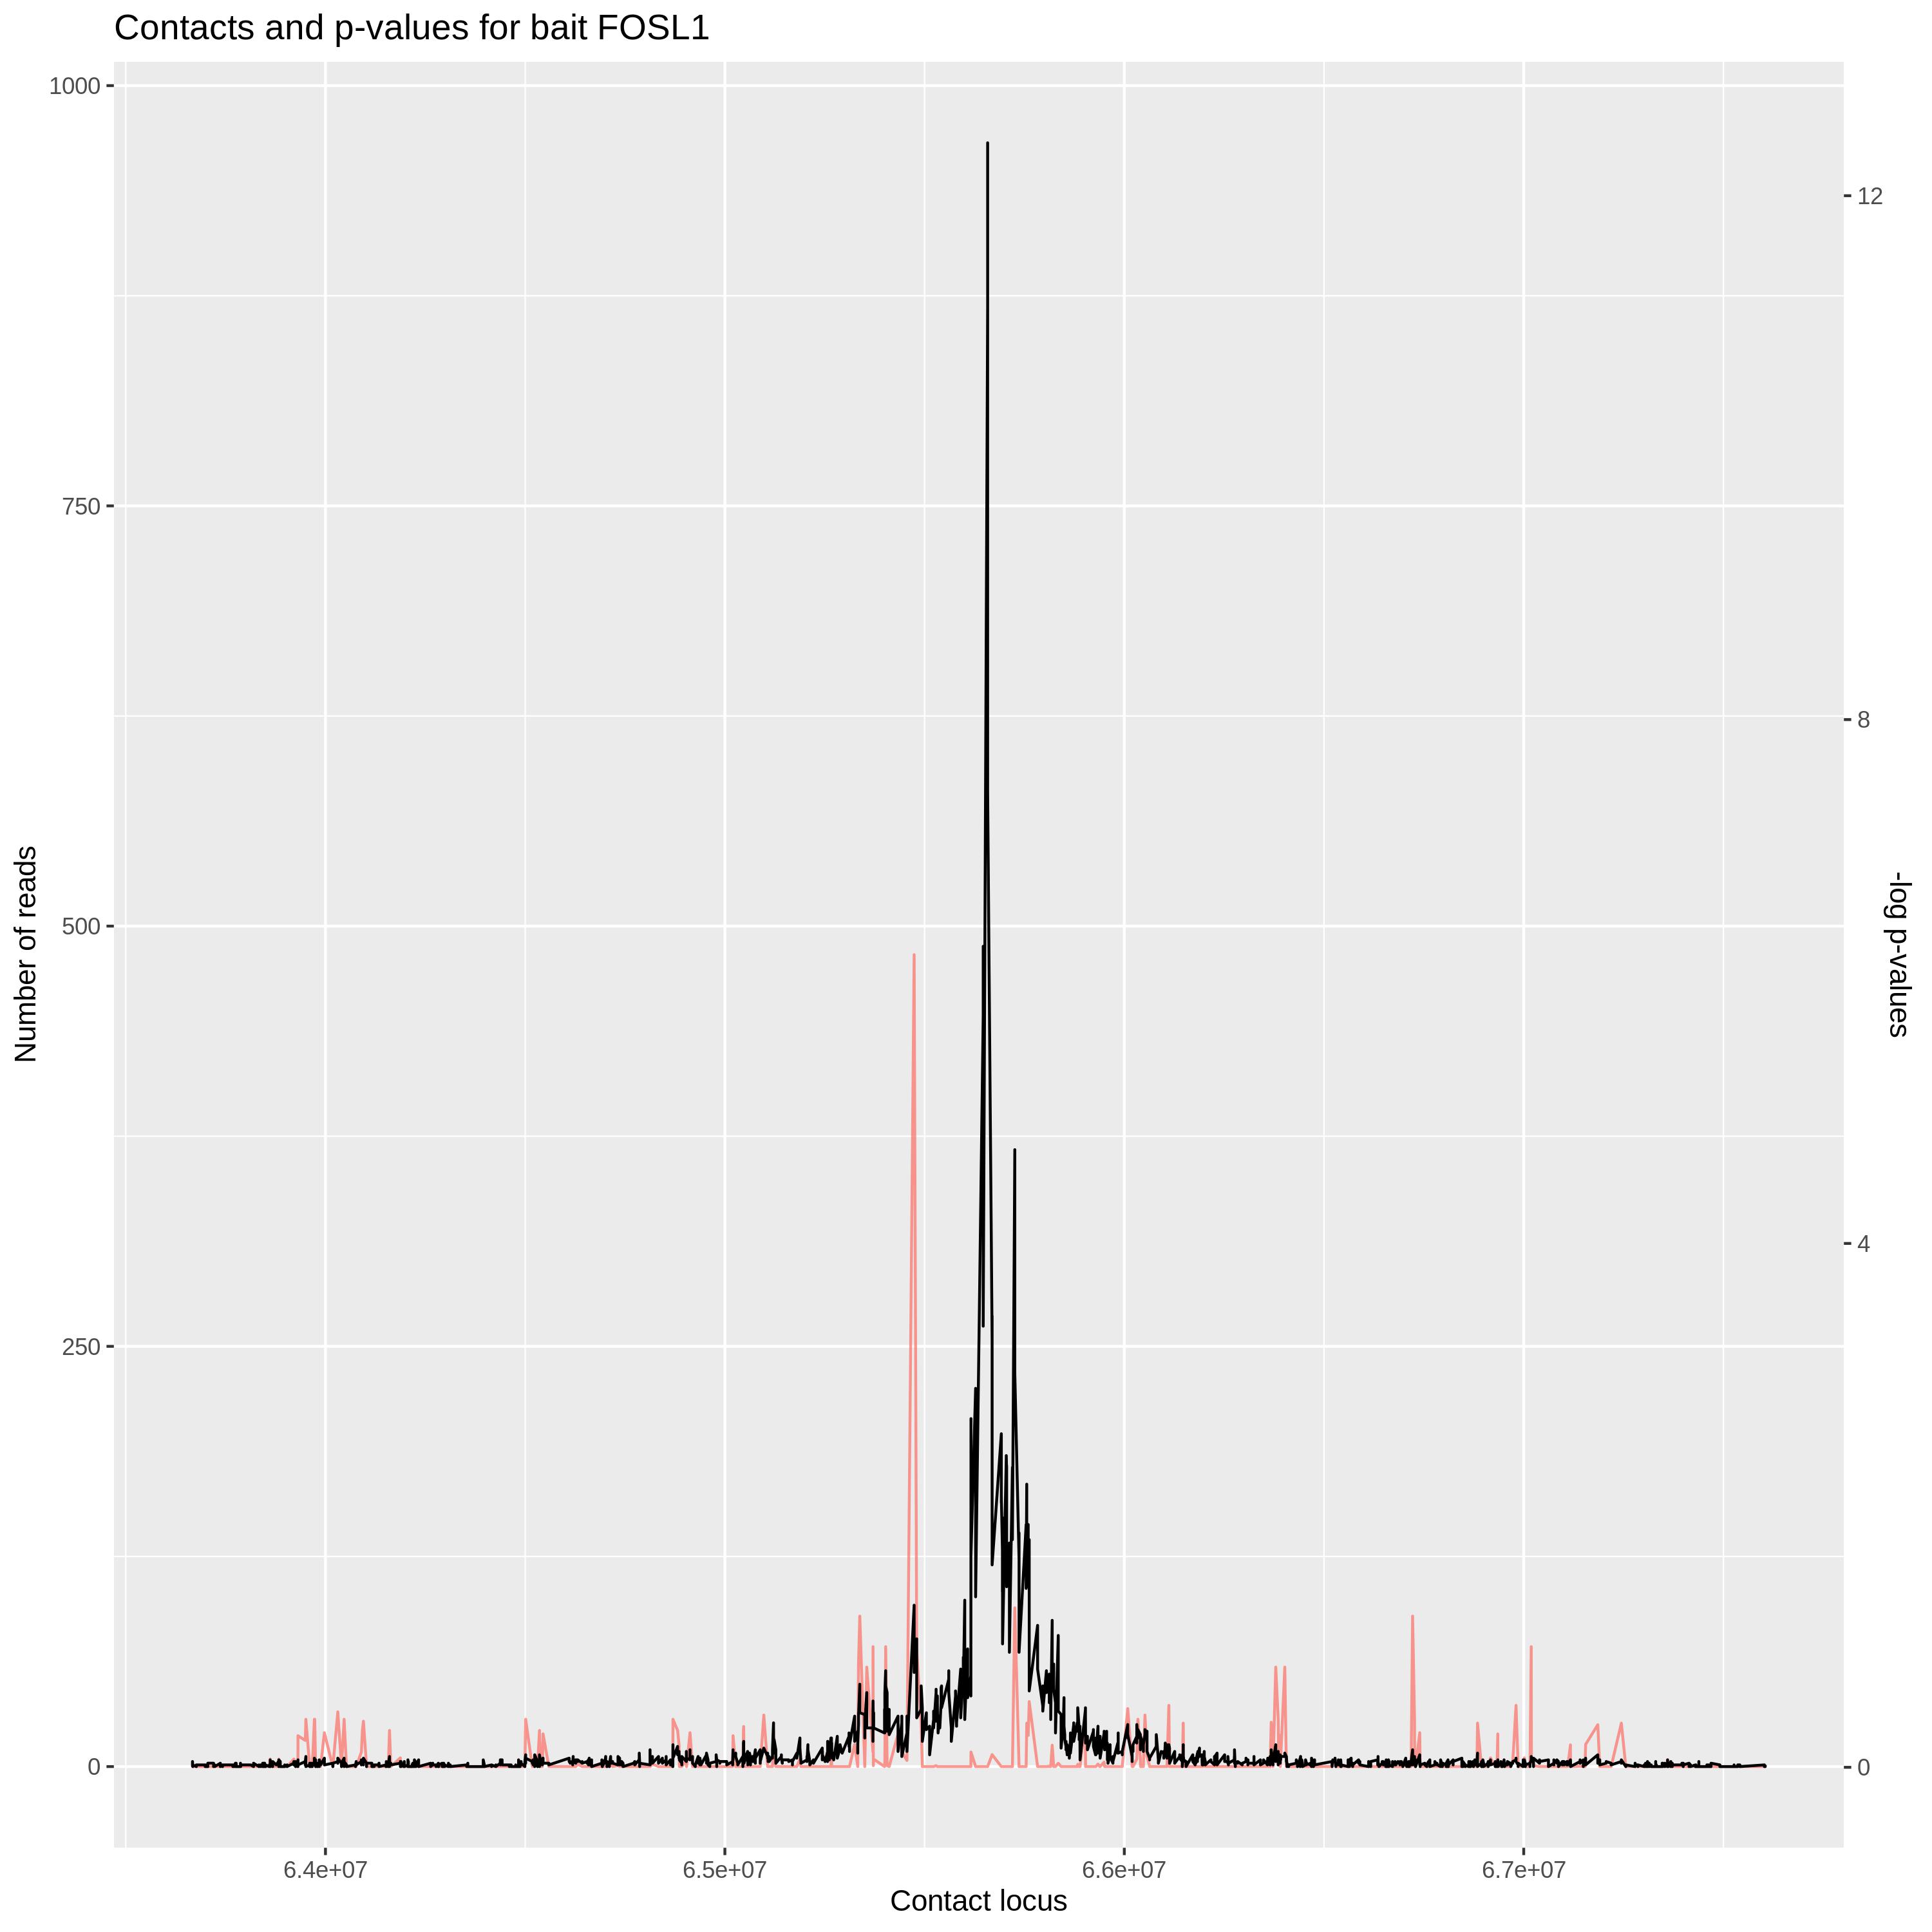 Contacts and p-values for bait FOSL1
1000
750
500
250
0
12
8
4
0
Number of reads
-log p-values
6.4e+07
6.5e+07
6.6e+07
6.7e+07
Contact locus